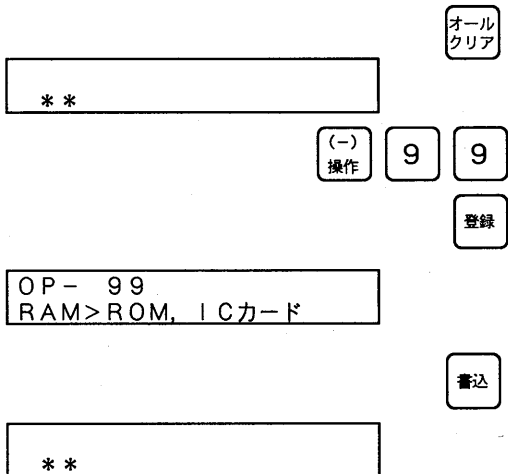 オール
クリア
**
(-)
操作 9 9
登録
OP- 99
RAM>ROM, ICカード
書込
**